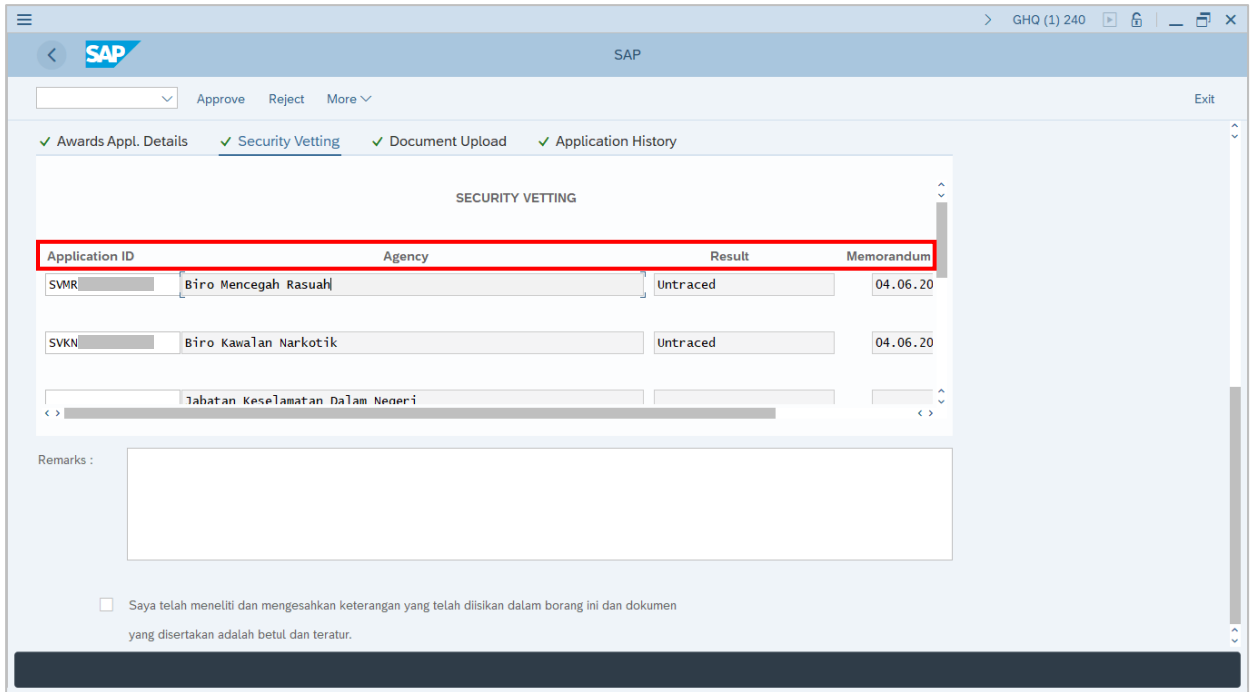 GHQ (1) 240
SAP SAP
Approve Reject More Exit
Awards Appl. Details Security Vetting Document Upload Application History
SECURITY VETTING
Application ID Agency Result Memorandum
SVMR Biro Mencegah Rasuah Untraced 04.06.20
SVKN Biro Kawalan Narkotik Untraced 04.06.20
Jabatan Keselamatan Dalam Negeri
Remarks :
Saya telah meneliti dan mengesahkan keterangan yang telah diisikan dalam borang ini dan dokumen
yang disertakan adalah betul dan teratur.